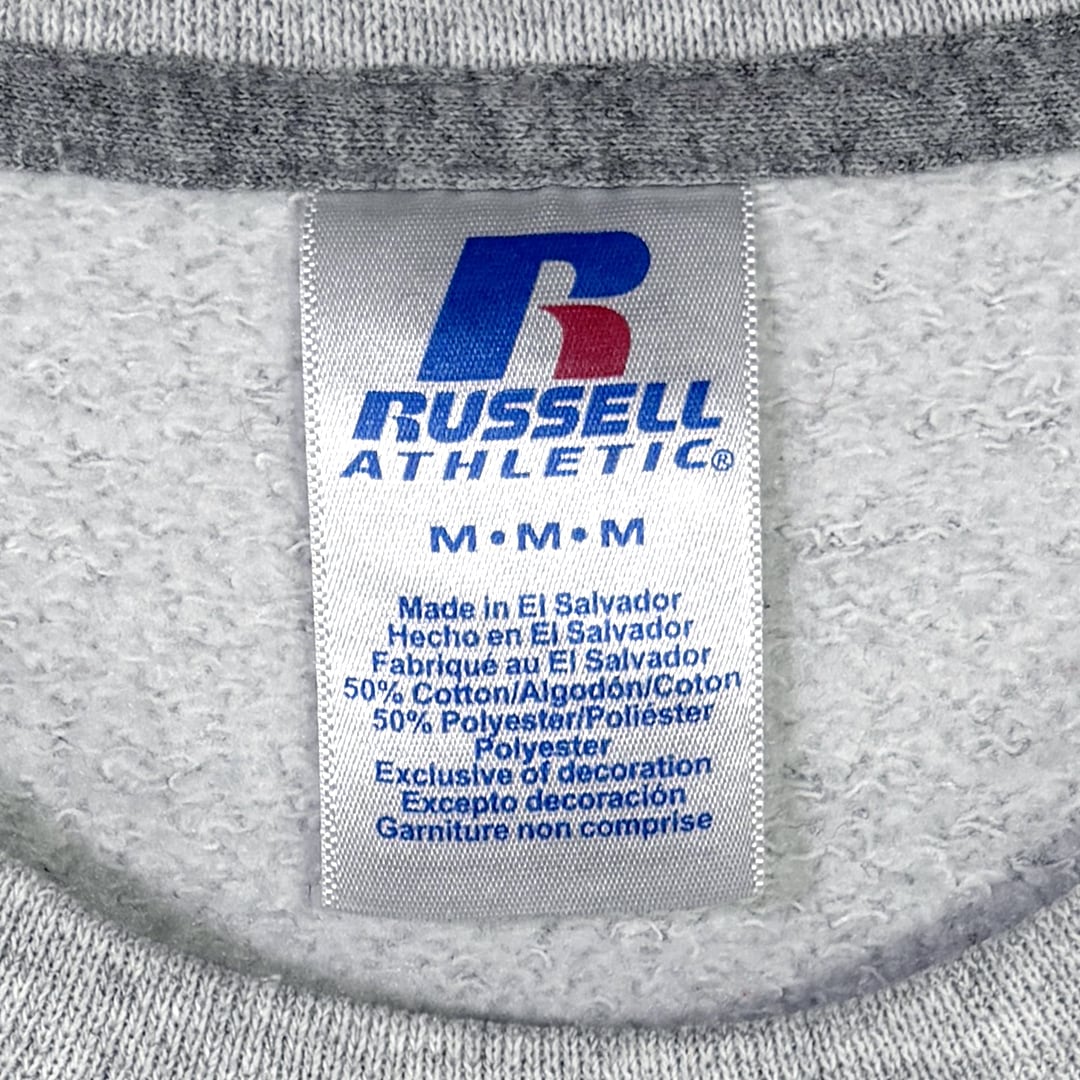 RUSSELL
ATHLETIC®
M•M•M
Made in El Salvador
Hecho en El Salvador
Fabriqué au El Salvador
50% Cotton/Algodón/Coton
50% Polyester/Poliéster
Polyester
Exclusive of decoration
Excepto decoración
Garniture non comprise